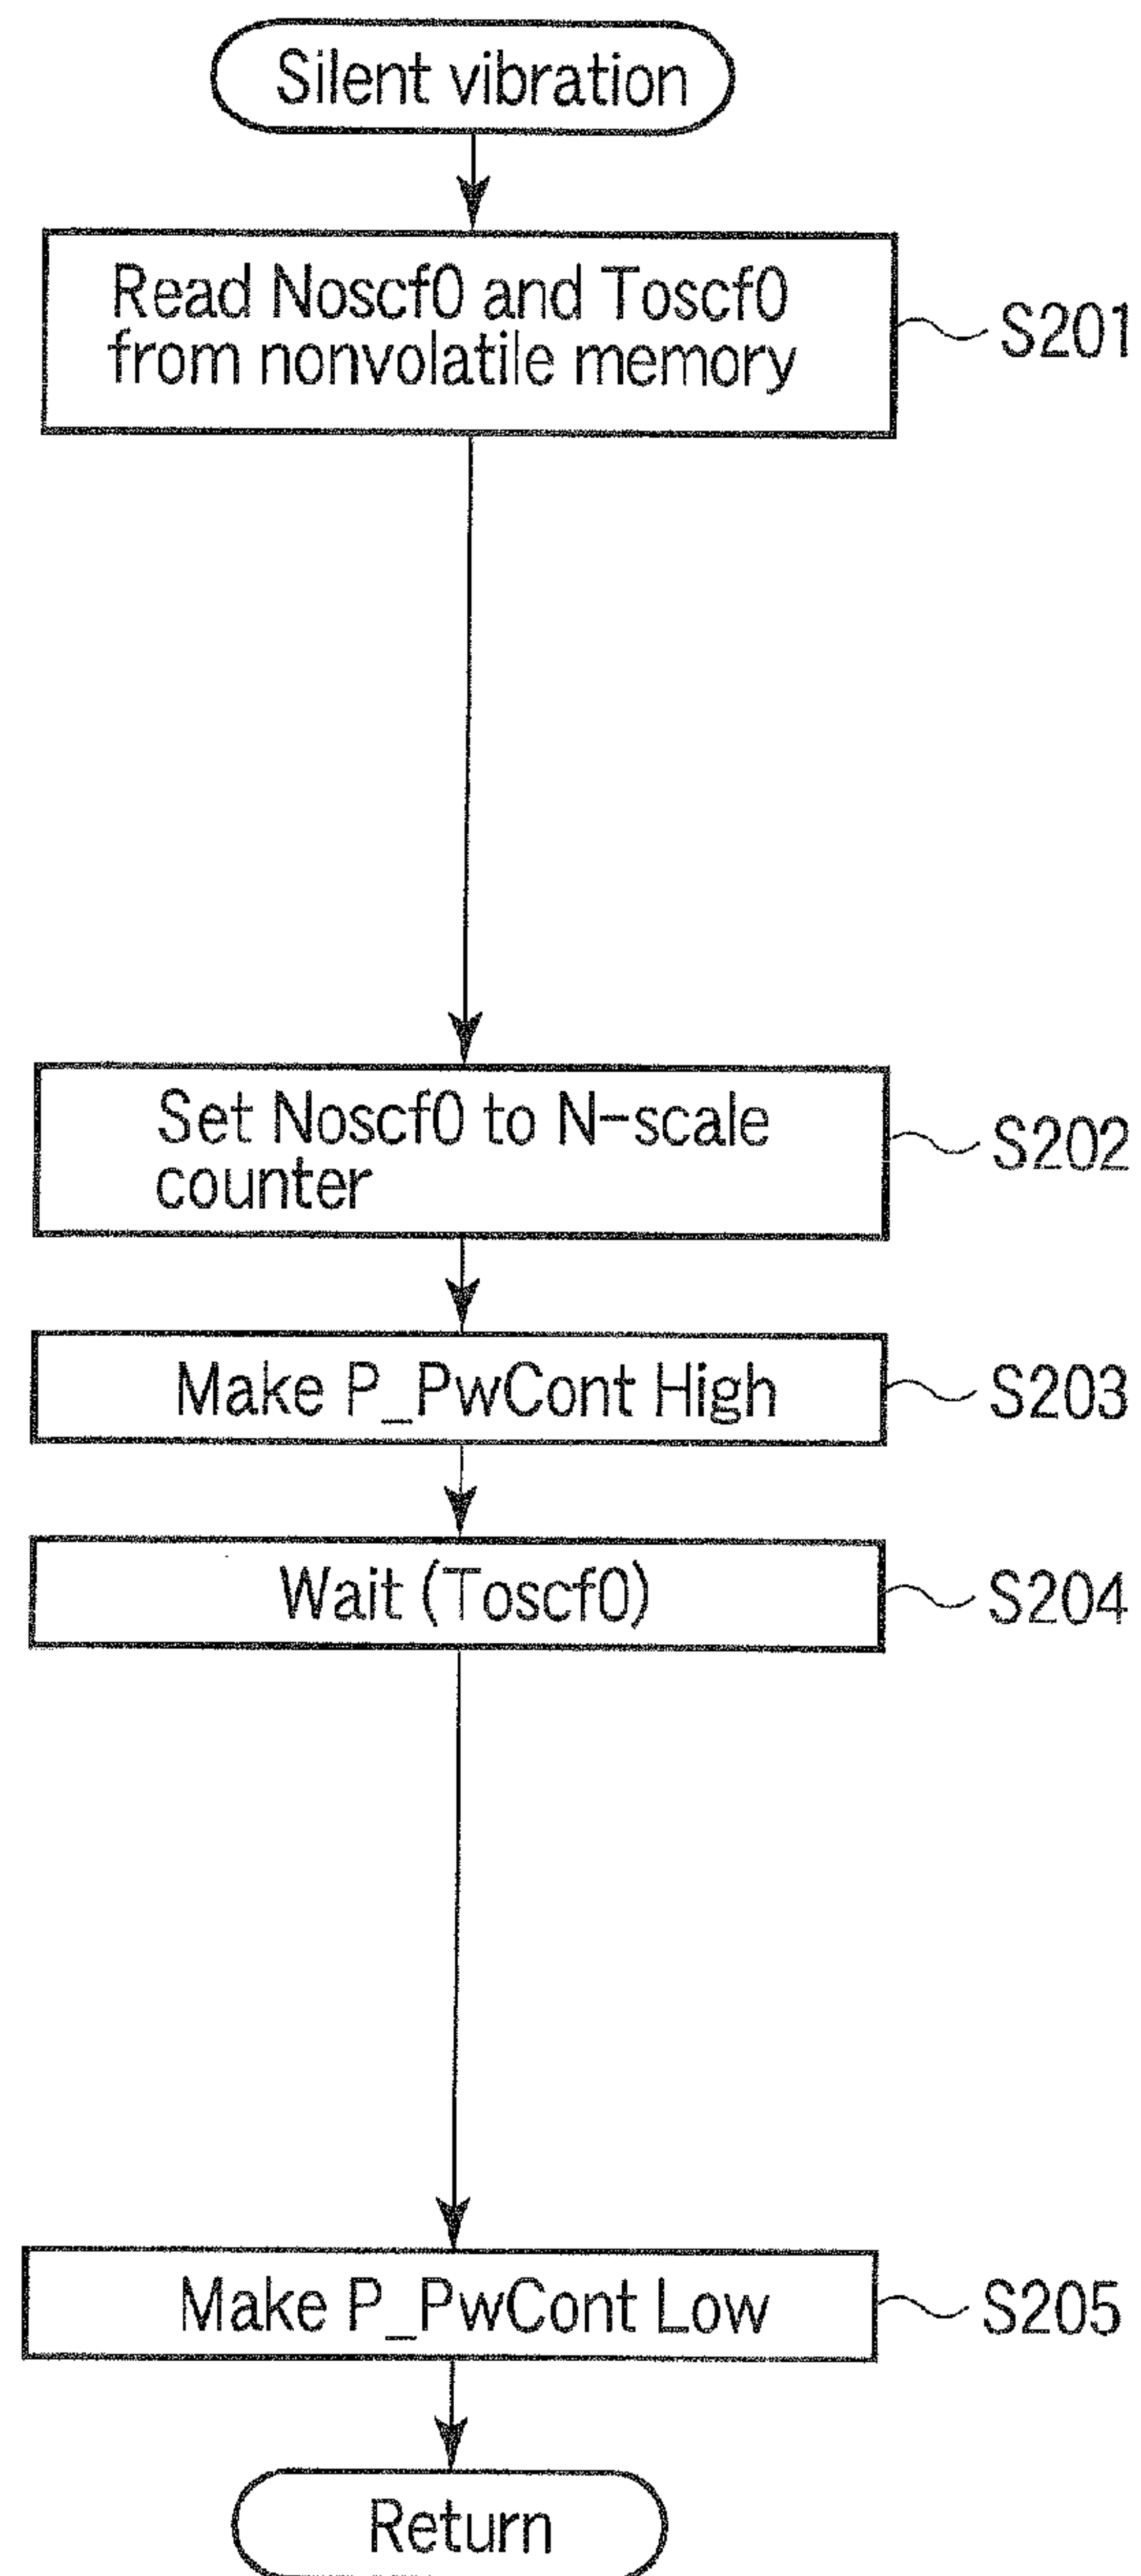 Silent vibration
Read Noscf0 and Toscf0
from nonvolatile memory
S201
Set Noscf0 to N-scale
counter
S202
Make P_PwCont High
S203
Wait (Toscf0)
S204
Make P_PwCont Low
S205
Return